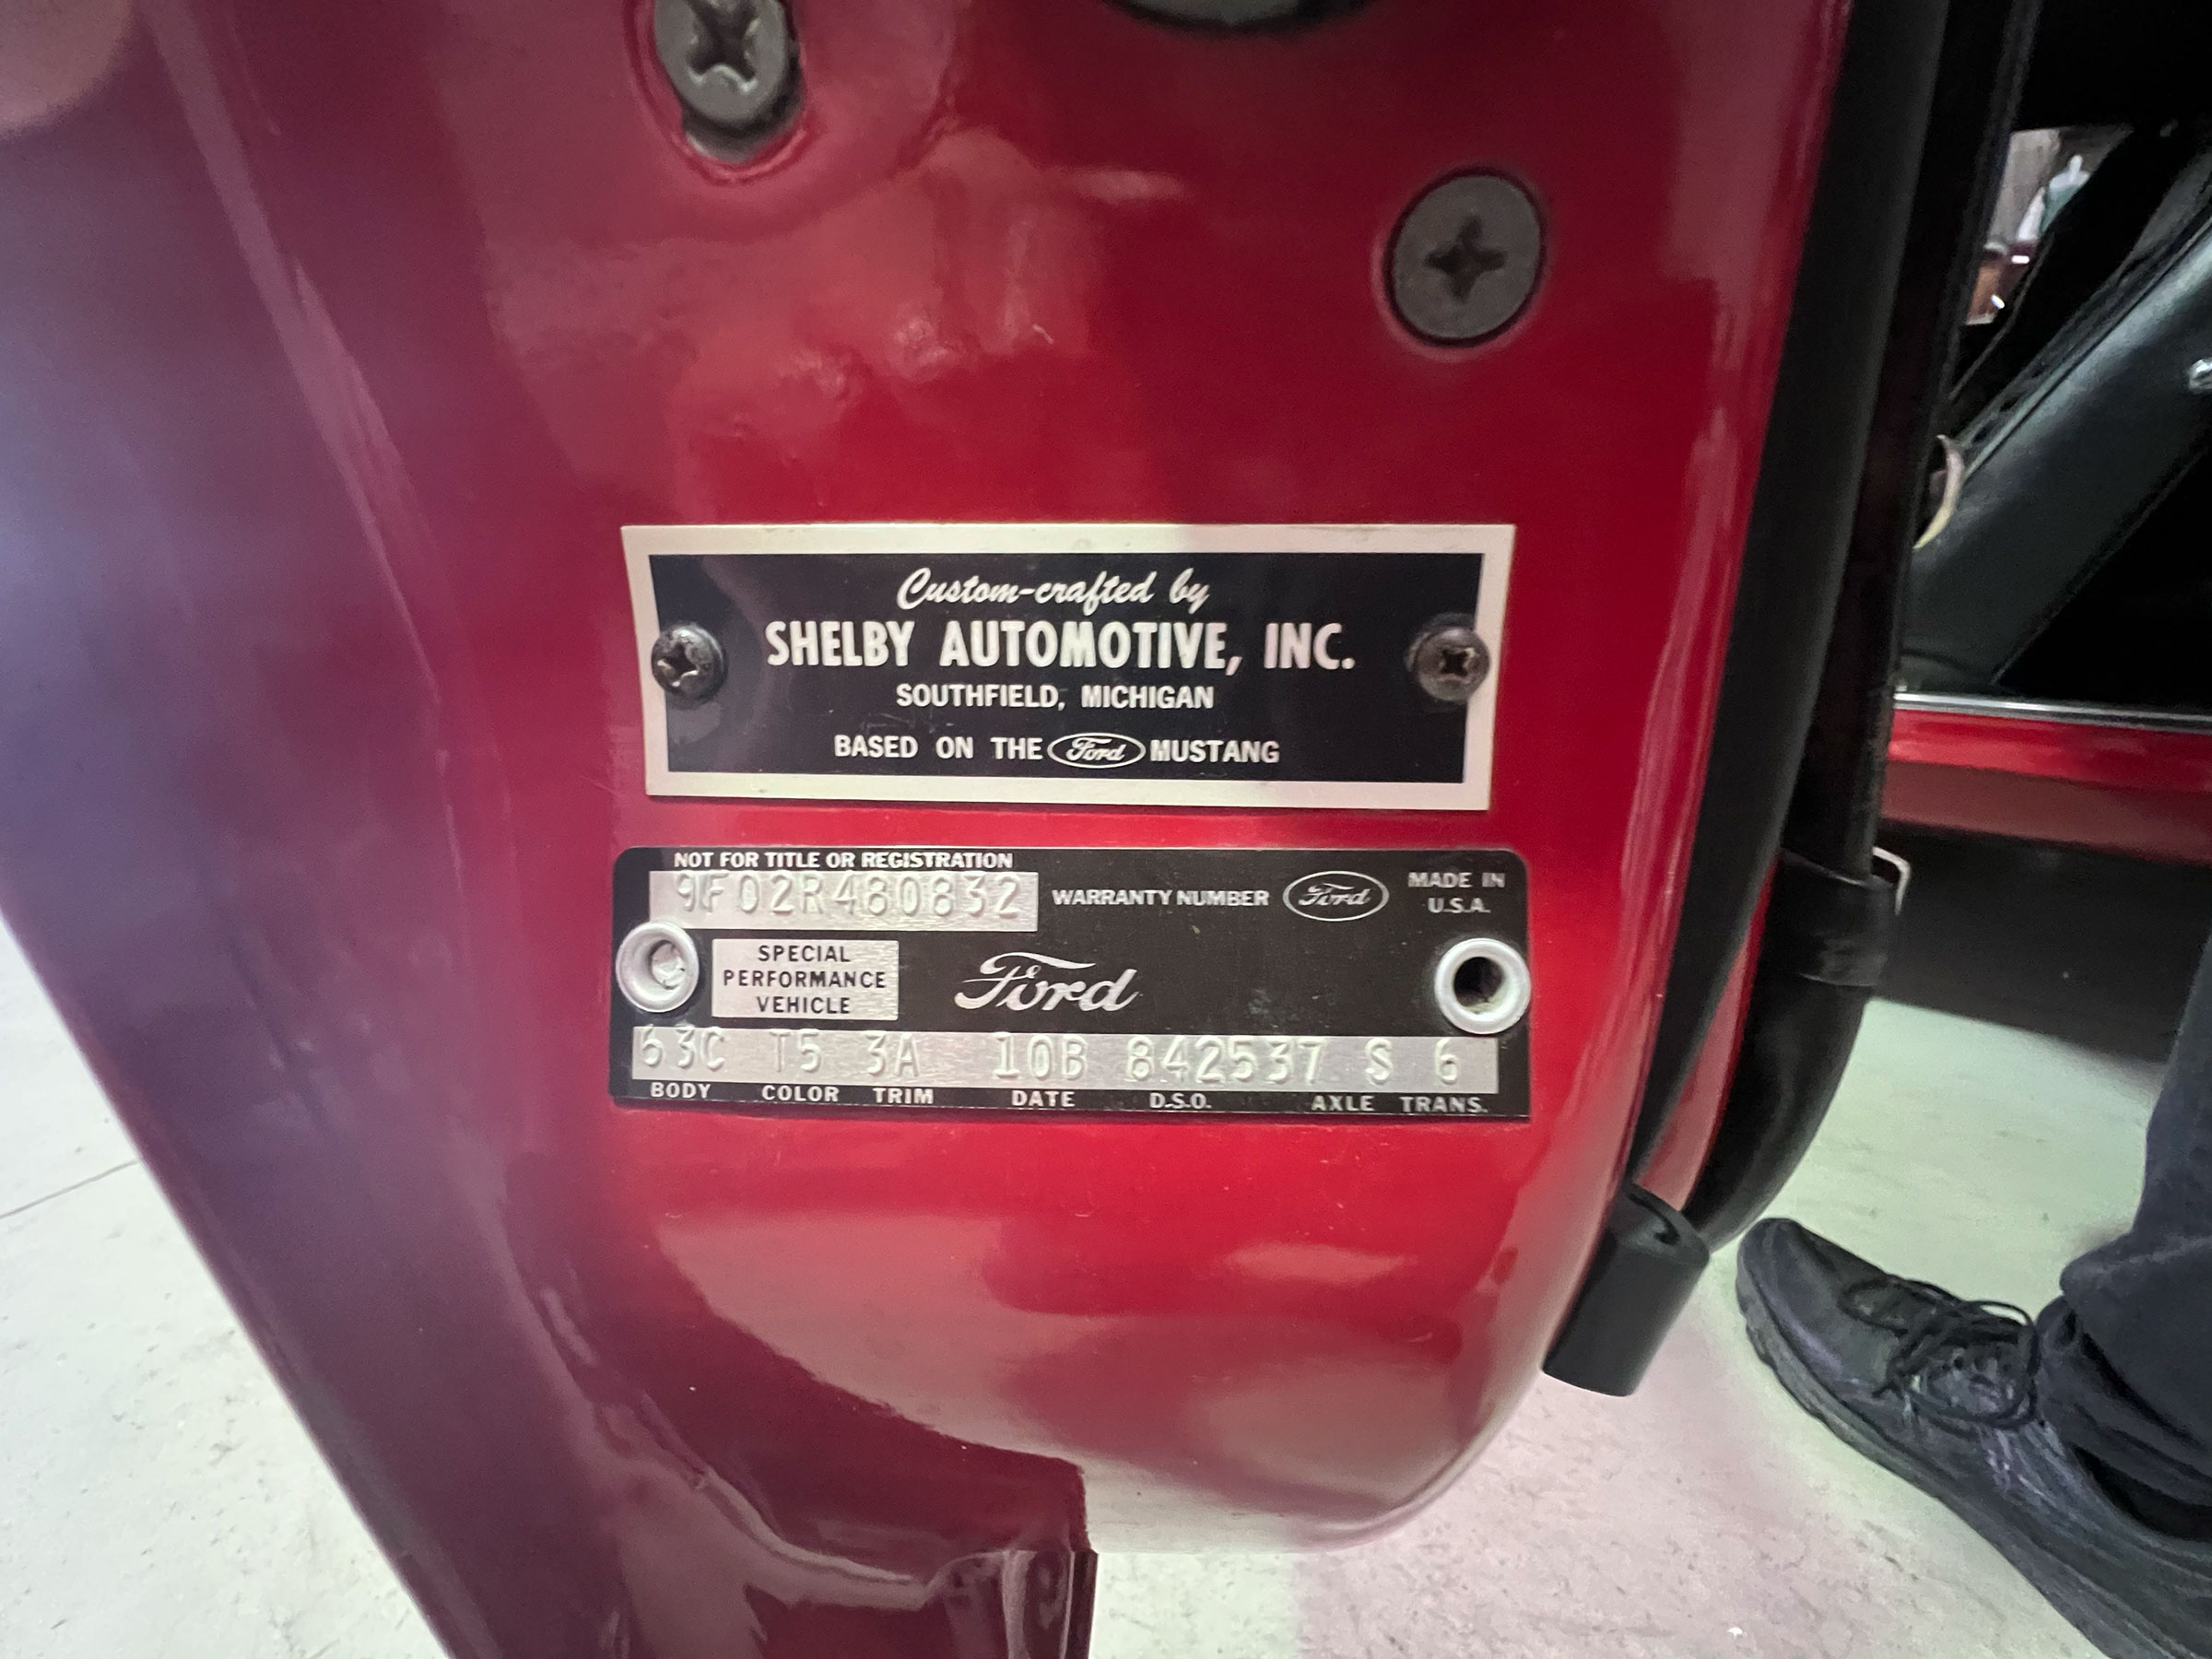 Custom-crafted by
SHELBY AUTOMOTIVE, INC.
SOUTHFIELD, MICHIGAN
BASED ON THE Ford MUSTANG
NOT FOR TITLE OR REGISTRATION
9F02R480832 WARRANTY NUMBER Ford MADE IN U.S.A.
SPECIAL
PERFORMANCE
VEHICLE
Ford
63C T5 3A 10B 842537 S 6
BODY COLOR TRIM DATE D.S.O. AXLE TRANS.